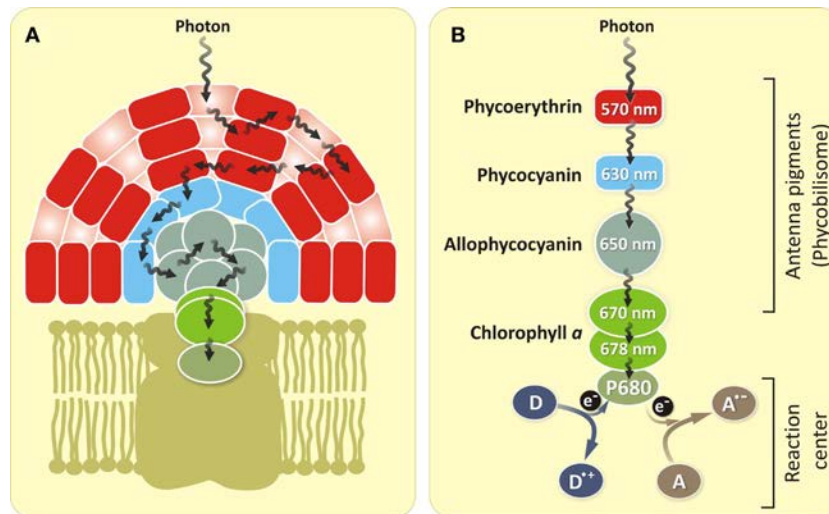 A
Photon
B
Photon
Phycoerythrin
570 nm
Phycocyanin
630 nm
Allophycocyanin
650 nm
Chlorophyll a
670 nm
678 nm
P680
D
e-
e-
A•-
D•+
A
Antenna pigments
(Phycobilisome)
Reaction
center